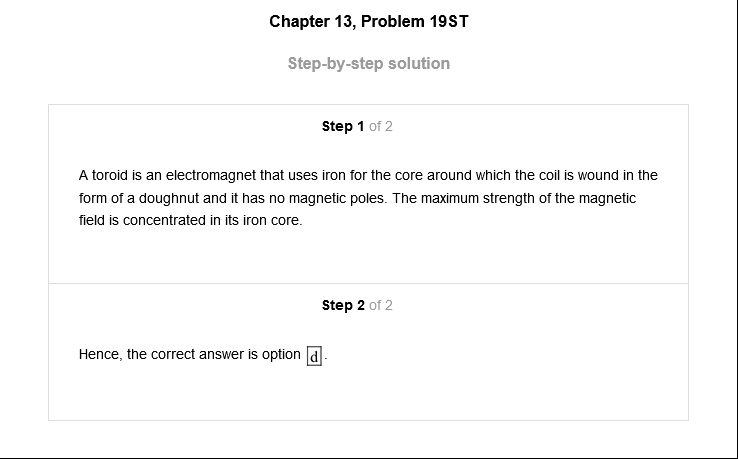 Chapter 13, Problem 19ST
Step-by-step solution
Step 1 of 2
A toroid is an electromagnet that uses iron for the core around which the coil is wound in the
form of a doughnut and it has no magnetic poles. The maximum strength of the magnetic
field is concentrated in its iron core.
Step 2 of 2
Hence, the correct answer is option d.